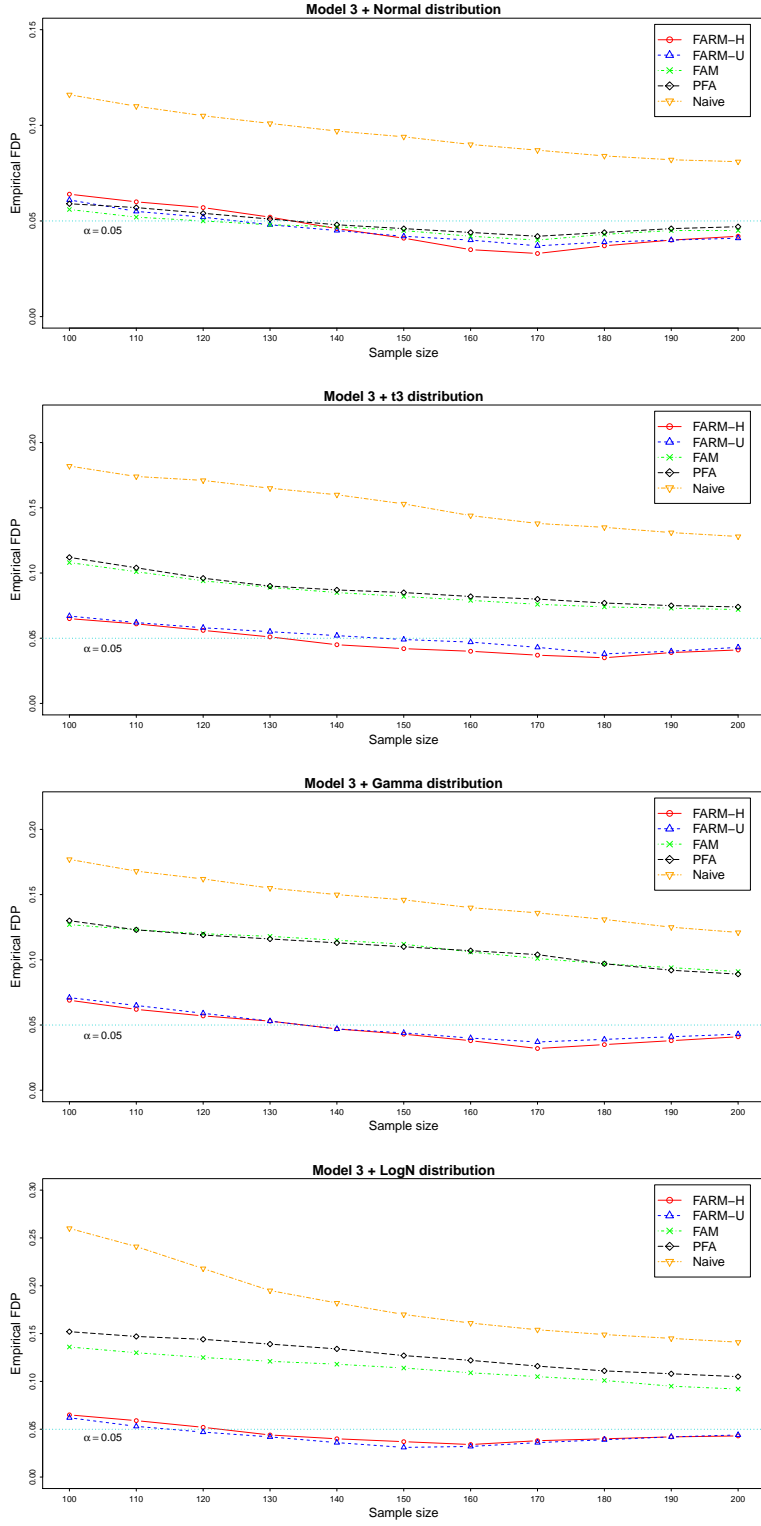 Model 3 + Normal distribution
FARM-H
FARM-U
FAM
PFA
Naive
Empirical FDP
0.15
0.10
0.05
0.00
α = 0.05
100 110 120 130 140 150 160 170 180 190 200
Sample size
Model 3 + t3 distribution
FARM-H
FARM-U
FAM
PFA
Naive
Empirical FDP
0.20
0.15
0.10
0.05
0.00
α = 0.05
100 110 120 130 140 150 160 170 180 190 200
Sample size
Model 3 + Gamma distribution
FARM-H
FARM-U
FAM
PFA
Naive
Empirical FDP
0.20
0.15
0.10
0.05
0.00
α = 0.05
100 110 120 130 140 150 160 170 180 190 200
Sample size
Model 3 + LogN distribution
FARM-H
FARM-U
FAM
PFA
Naive
Empirical FDP
0.30
0.25
0.20
0.15
0.10
0.05
0.00
α = 0.05
100 110 120 130 140 150 160 170 180 190 200
Sample size